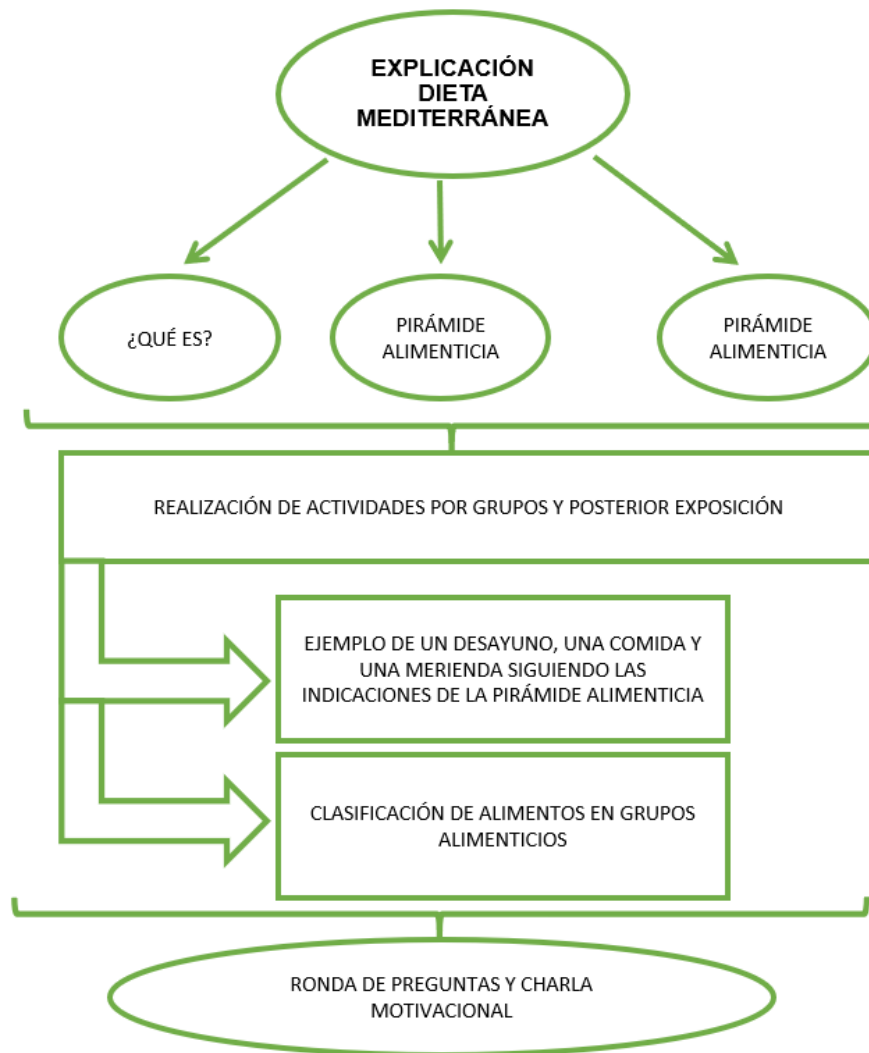 EXPLICACIÓN
DIETA
MEDITERRÁNEA
¿QUÉ ES?
PIRÁMIDE
ALIMENTICIA
PIRÁMIDE
ALIMENTICIA
REALIZACIÓN DE ACTIVIDADES POR GRUPOS Y POSTERIOR EXPOSICIÓN
EJEMPLO DE UN DESAYUNO, UNA COMIDA Y
UNA MERIENDA SIGUIENDO LAS
INDICACIONES DE LA PIRÁMIDE ALIMENTICIA
CLASIFICACIÓN DE ALIMENTOS EN GRUPOS
ALIMENTICIOS
RONDA DE PREGUNTAS Y CHARLA
MOTIVACIONAL